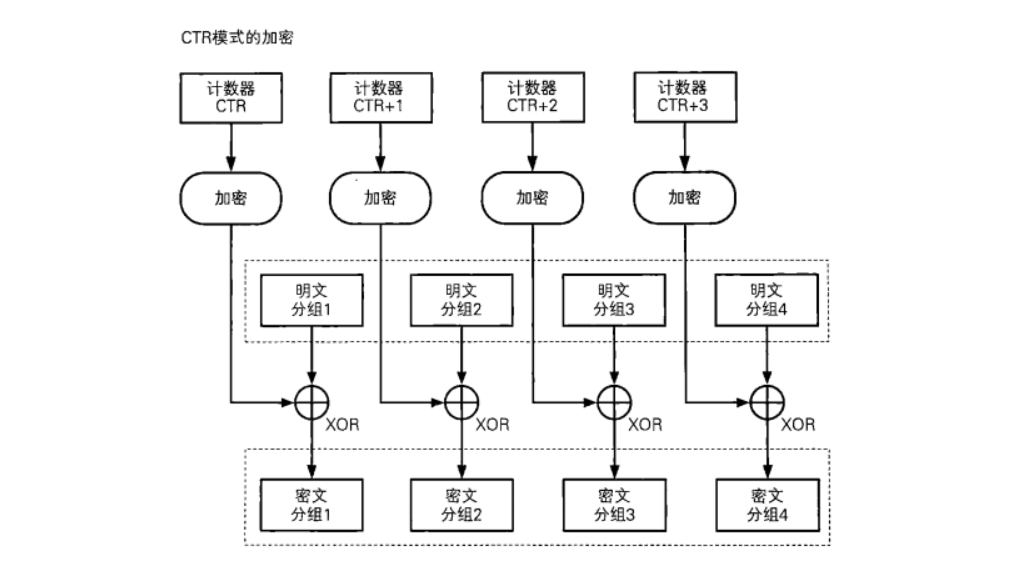 CTR模式的加密
计数器
CTR
计数器
CTR+1
计数器
CTR+2
计数器
CTR+3
加密
加密
加密
加密
明文
分组1
明文
分组2
明文
分组3
明文
分组4
XOR
XOR
XOR
XOR
密文
分组1
密文
分组2
密文
分组3
密文
分组4